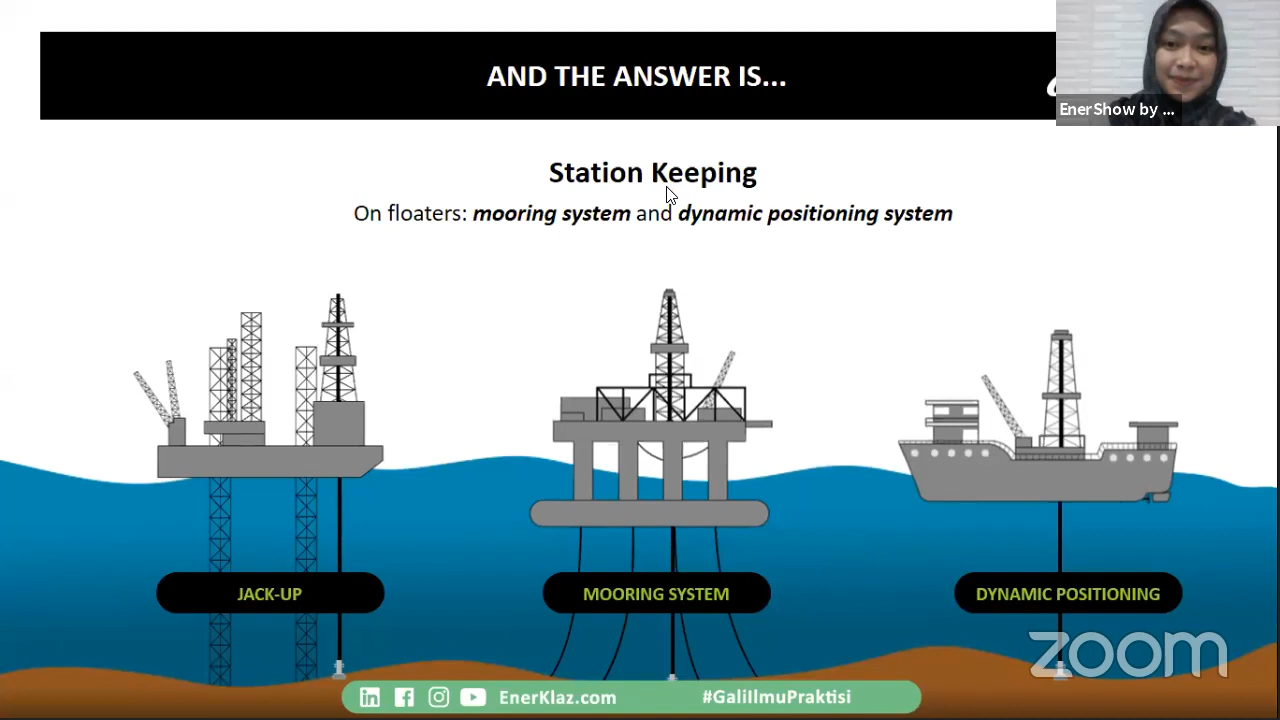 AND THE ANSWER IS...
EnerShow by ...
Station Keeping
On floaters: mooring system and dynamic positioning system
JACK-UP
MOORING SYSTEM
DYNAMIC POSITIONING
zoom
EnerKlaz.com
#GaliIlmuPraktisi